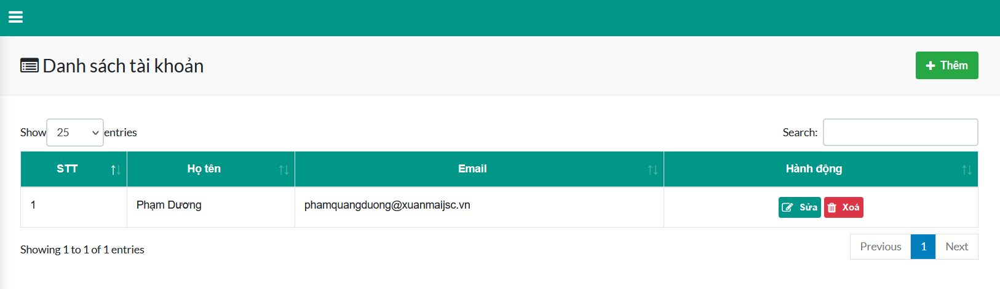 Danh sách tài khoản
Thêm
Show 25 entries
Search:
STT Họ tên Email Hành động
1 Phạm Dương phamquangduong@xuanmaijsc.vn Sửa Xoá
Showing 1 to 1 of 1 entries
Previous 1 Next